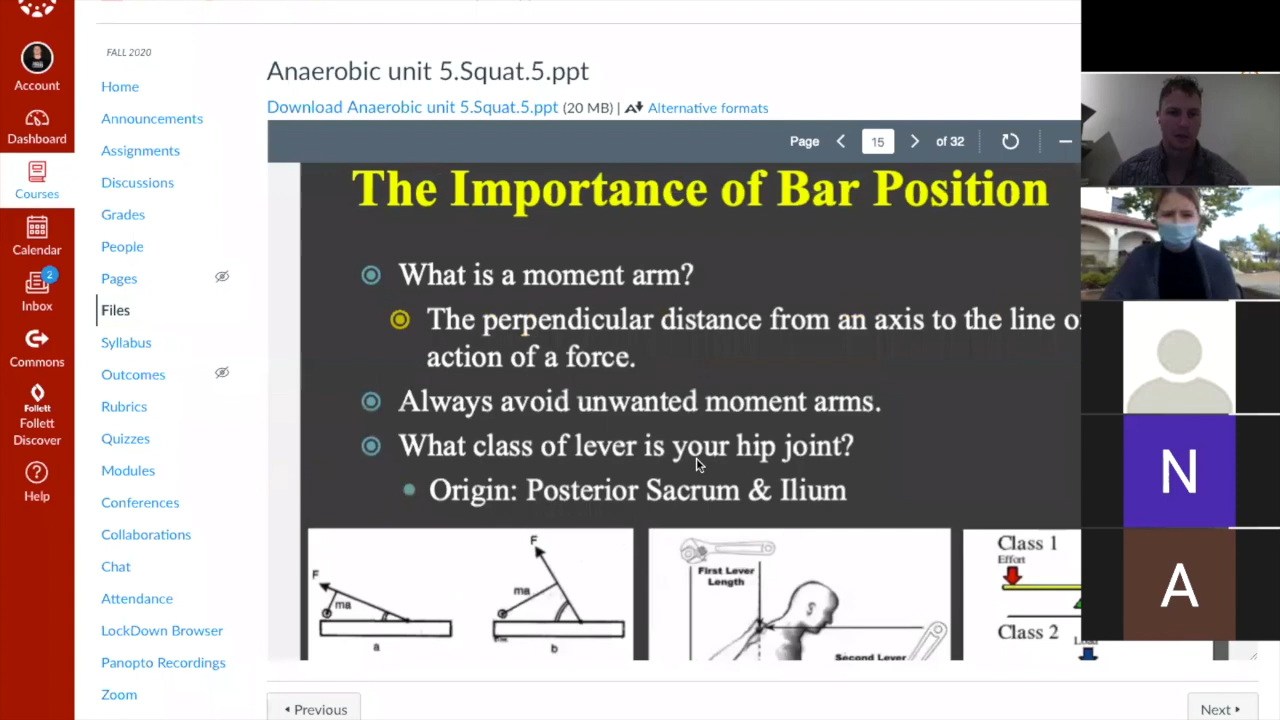 FALL 2020
Account
Dashboard
Courses
Calendar
2
Inbox
Commons
Follett
Follett
Discover
Help
Home
Announcements
Assignments
Discussions
Grades
People
Pages
Files
Syllabus
Outcomes
Rubrics
Quizzes
Modules
Conferences
Collaborations
Chat
Attendance
LockDown Browser
Panopto Recordings
Zoom
Anaerobic unit 5.Squat.5.ppt
Download Anaerobic unit 5.Squat.5.ppt (20 MB) | Alternative formats
Page 15 of 32
The Importance of Bar Position
What is a moment arm?
The perpendicular distance from an axis to the line
action of a force.
Always avoid unwanted moment arms.
What class of lever is your hip joint?
Origin: Posterior Sacrum & Ilium
F
ma
a
F
ma
b
First Lever
Length
Second Lever
Class 1
Effort
Class 2
Load
N
A
Previous
Next